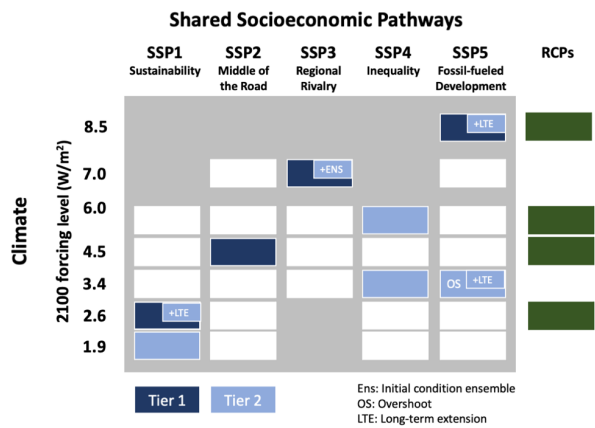 Shared Socioeconomic Pathways
SSP1 SSP2 SSP3 SSP4 SSP5 RCPs
Sustainability Middle of Regional Inequality Fossil-fueled
the Road Rivalry Development
8.5 +LTE
7.0 +ENS
6.0
4.5
3.4 OS +LTE
2.6 +LTE
1.9
Climate
2100 forcing level (W/m²)
Tier 1 Tier 2
Ens: Initial condition ensemble
OS: Overshoot
LTE: Long-term extension